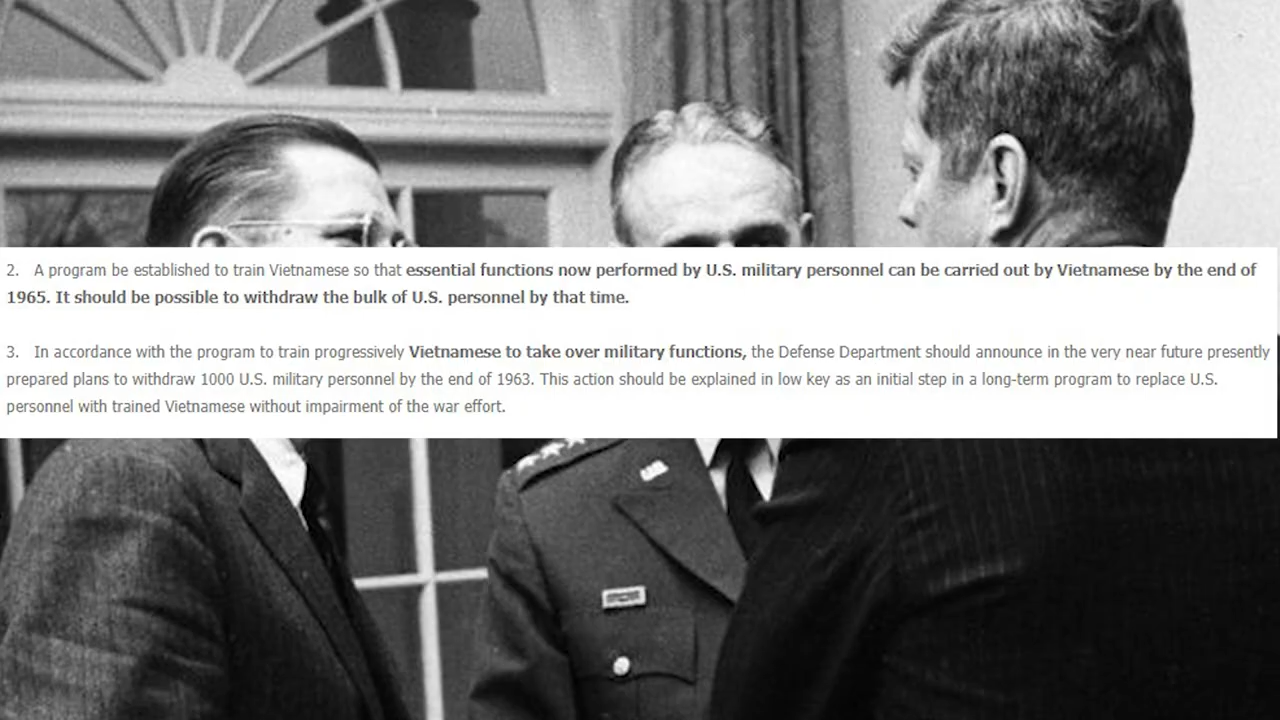 2. A program be established to train Vietnamese so that essential functions now performed by U.S. military personnel can be carried out by Vietnamese by the end of
1965. It should be possible to withdraw the bulk of U.S. personnel by that time.
3. In accordance with the program to train progressively Vietnamese to take over military functions, the Defense Department should announce in the very near future presently
prepared plans to withdraw 1000 U.S. military personnel by the end of 1963. This action should be explained in low key as an initial step in a long-term program to replace U.S.
personnel with trained Vietnamese without impairment of the war effort.